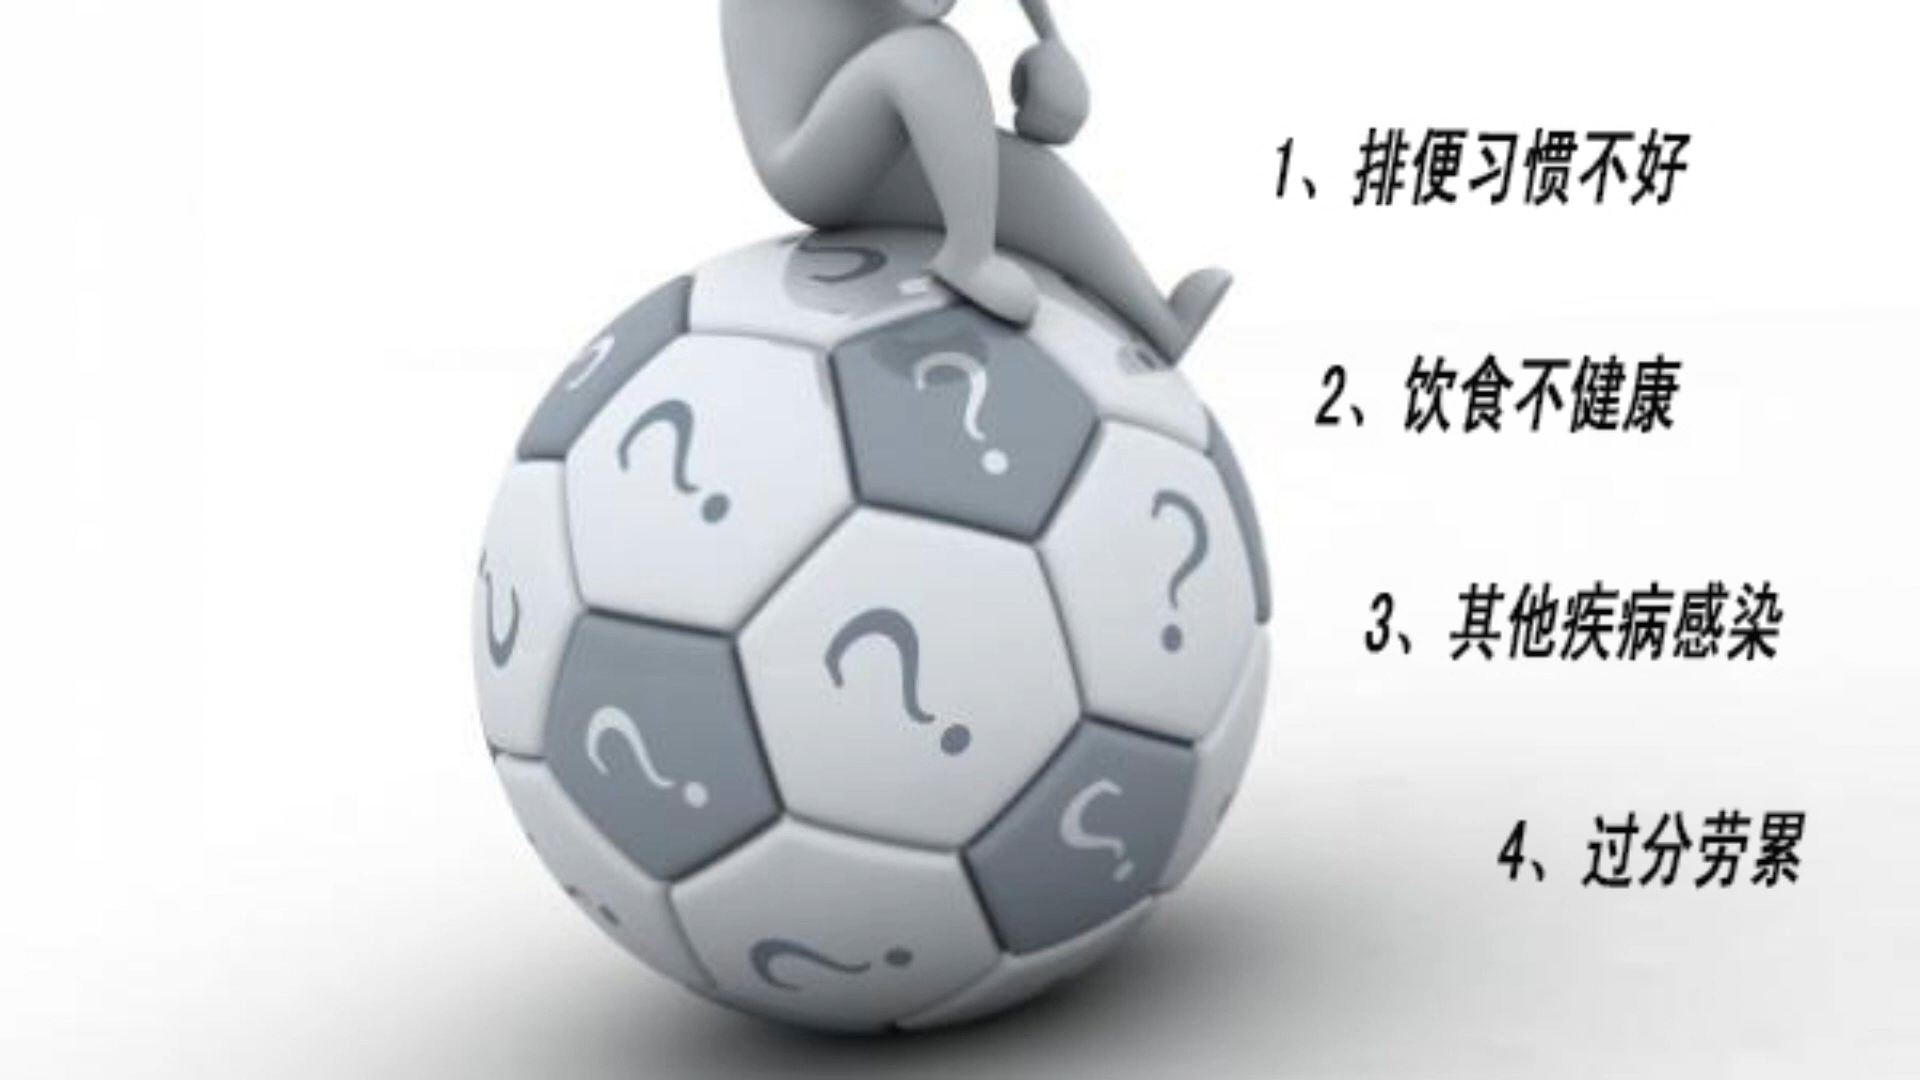 1、排便习惯不好
2、饮食不健康
3、其他疾病感染
4、过分劳累